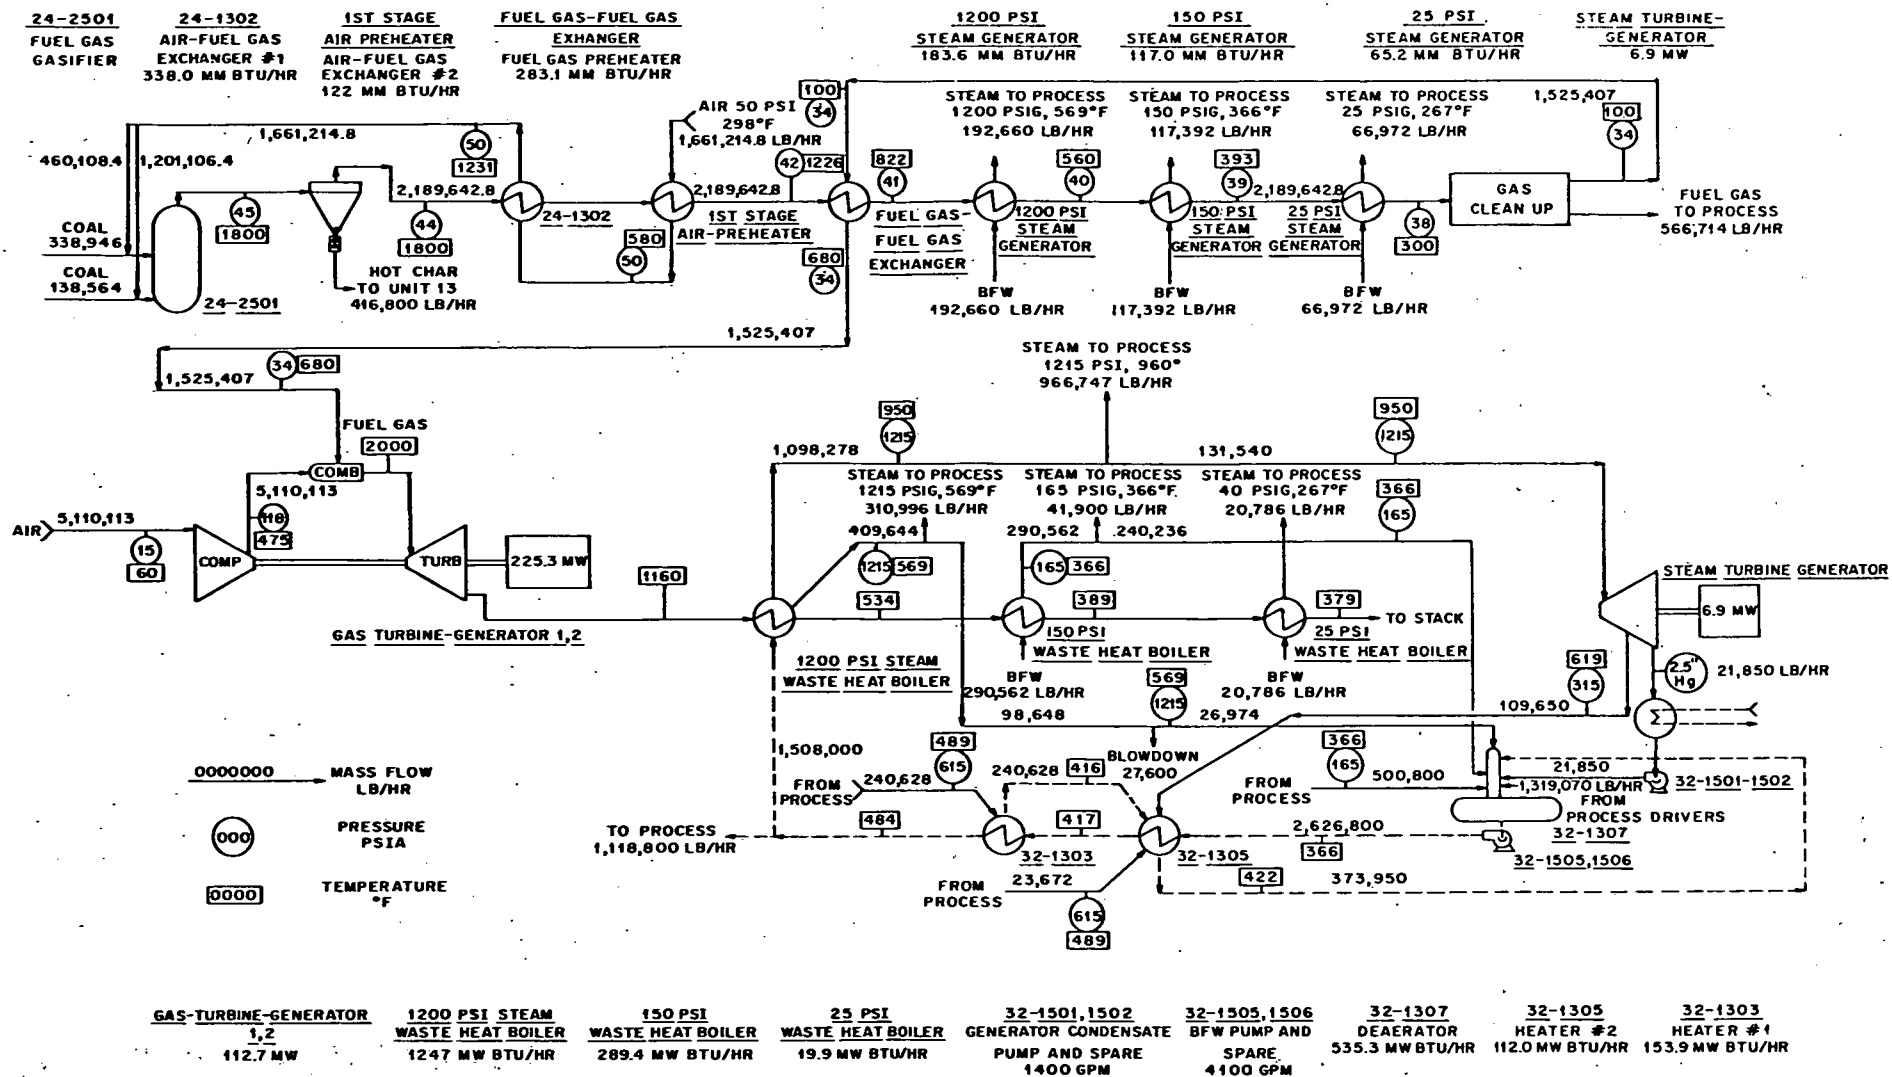 24-2501
FUEL GAS
GASIFIER
24-1302
AIR-FUEL GAS
EXCHANGER #1
338.0 MM BTU/HR
1ST STAGE
AIR PREHEATER
AIR-FUEL GAS
EXCHANGER #2
122 MM BTU/HR
FUEL GAS-FUEL GAS
EXHANGER
FUEL GAS PREHEATER
283.1 MM BTU/HR
1200 PSI
STEAM GENERATOR
183.6 MM BTU/HR
150 PSI
STEAM GENERATOR
117.0 MM BTU/HR
25 PSI
STEAM GENERATOR
65.2 MM BTU/HR
STEAM TURBINE-
GENERATOR
6.9 MW
1,661,214.8
460,108.4
1,201,106.4
50
1231
AIR 50 PSI
298°F
1,661,214.8 LB/HR
100
34
STEAM TO PROCESS
1200 PSIG, 569°F
192,660 LB/HR
STEAM TO PROCESS
150 PSIG, 366°F
117,392 LB/HR
STEAM TO PROCESS
25 PSIG, 267°F
66,972 LB/HR
1,525,407
100
34
COAL
338,946
COAL
138,564
45
1800
24-2501
2,189,642.8
44
1800
HOT CHAR
TO UNIT 13
416,800 LB/HR
24-1302
580
50
42
1226
2,189,642.8
1ST STAGE
AIR-PREHEATER
680
34
822
41
FUEL GAS-
FUEL GAS
EXCHANGER
1200 PSI
STEAM
GENERATOR
560
40
150 PSI
STEAM
GENERATOR
393
39
2,189,642.8
25 PSI
STEAM
GENERATOR
38
300
GAS
CLEAN UP
FUEL GAS
TO PROCESS
566,714 LB/HR
BFW
192,660 LB/HR
BFW
117,392 LB/HR
BFW
66,972 LB/HR
1,525,407
1,525,407
34
680
FUEL GAS
2000
COMB
5,110,113
118
475
AIR
5,110,113
15
60
COMP
TURB
225.3 MW
GAS TURBINE-GENERATOR 1,2
1160
STEAM TO PROCESS
1215 PSI, 960°
966,747 LB/HR
950
1215
1,098,278
131,540
950
1215
STEAM TO PROCESS
1215 PSIG, 569°F
310,996 LB/HR
STEAM TO PROCESS
165 PSIG, 366°F
41,900 LB/HR
STEAM TO PROCESS
40 PSIG, 267°F
20,786 LB/HR
366
165
409,644
1215
569
290,562
240,236
165
366
534
389
379
TO STACK
1200 PSI STEAM
WASTE HEAT BOILER
150 PSI
WASTE HEAT BOILER
25 PSI
WASTE HEAT BOILER
BFW
290,562 LB/HR
BFW
20,786 LB/HR
STEAM TURBINE GENERATOR
6.9 MW
2.5"
Hg
21,850 LB/HR
619
315
109,650
98,648
569
1215
26,974
BLOWDOWN
27,600
1,508,000
FROM
PROCESS
240,628
489
615
240,628
416
366
165
FROM
PROCESS
500,800
21,850
1,319,070 LB/HR
FROM
PROCESS DRIVERS
32-1501-1502
32-1307
32-1505,1506
TO PROCESS
1,118,800 LB/HR
484
417
32-1303
32-1305
2,626,800
366
422
373,950
FROM
PROCESS
23,672
615
489
0000000
MASS FLOW
LB/HR
000
PRESSURE
PSIA
0000
TEMPERATURE
°F
GAS-TURBINE-GENERATOR
1,2
112.7 MW
1200 PSI STEAM
WASTE HEAT BOILER
1247 MW BTU/HR
150 PSI
WASTE HEAT BOILER
289.4 MW BTU/HR
25 PSI
WASTE HEAT BOILER
19.9 MW BTU/HR
32-1501,1502
GENERATOR CONDENSATE
PUMP AND SPARE
1400 GPM
32-1505,1506
BFW PUMP AND
SPARE
4100 GPM
32-1307
DEAERATOR
535.3 MW BTU/HR
32-1305
HEATER #2
112.0 MW BTU/HR
32-1303
HEATER #1
153.9 MW BTU/HR